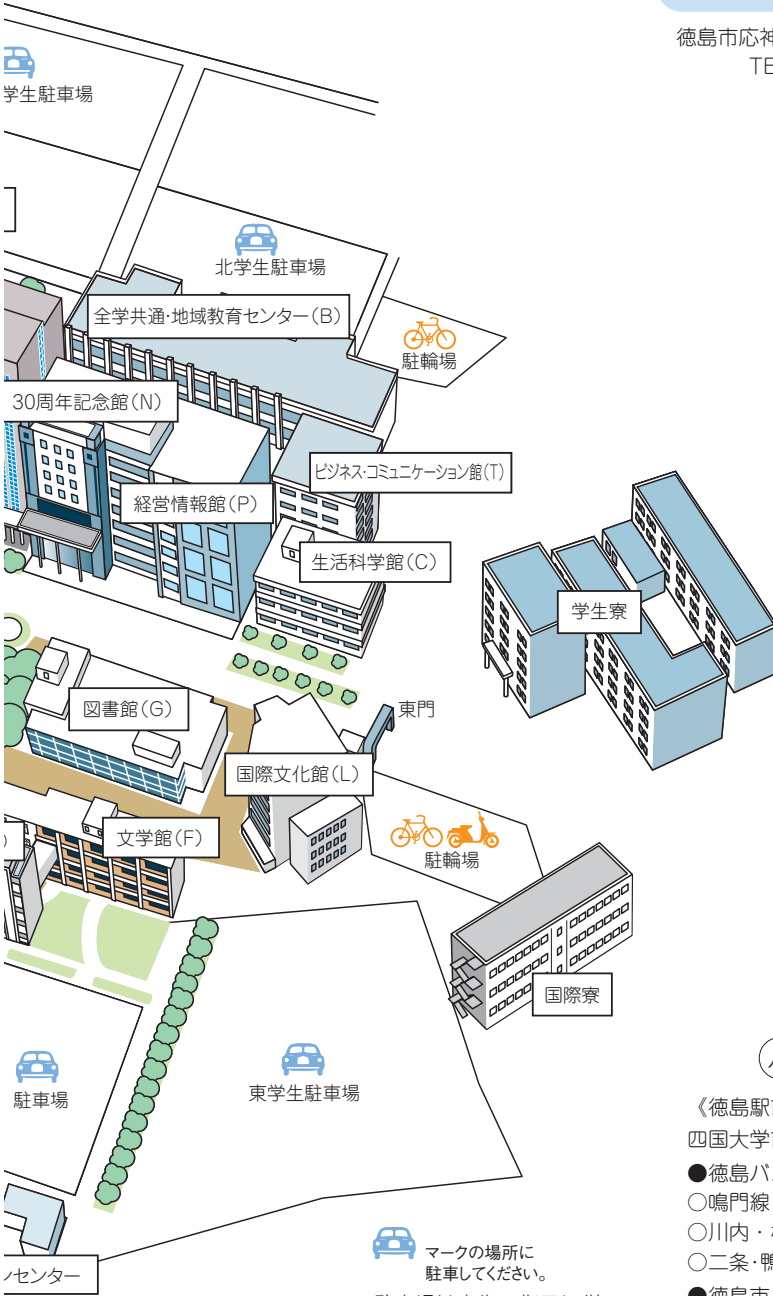 徳島市応神
TE
学生駐車場
北学生駐車場
全学共通・地域教育センター(B)
駐輪場
30周年記念館(N)
ビジネス・コミュニケーション館(T)
経営情報館(P)
生活科学館(C)
学生寮
図書館(G)
東門
国際文化館(L)
文学館(F)
駐輪場
国際寮
駐車場
東学生駐車場
《徳島駅
四国大学
●徳島バ
○鳴門線
○川内・
○二条・鴨
ンセンター
マークの場所に
駐車してください。